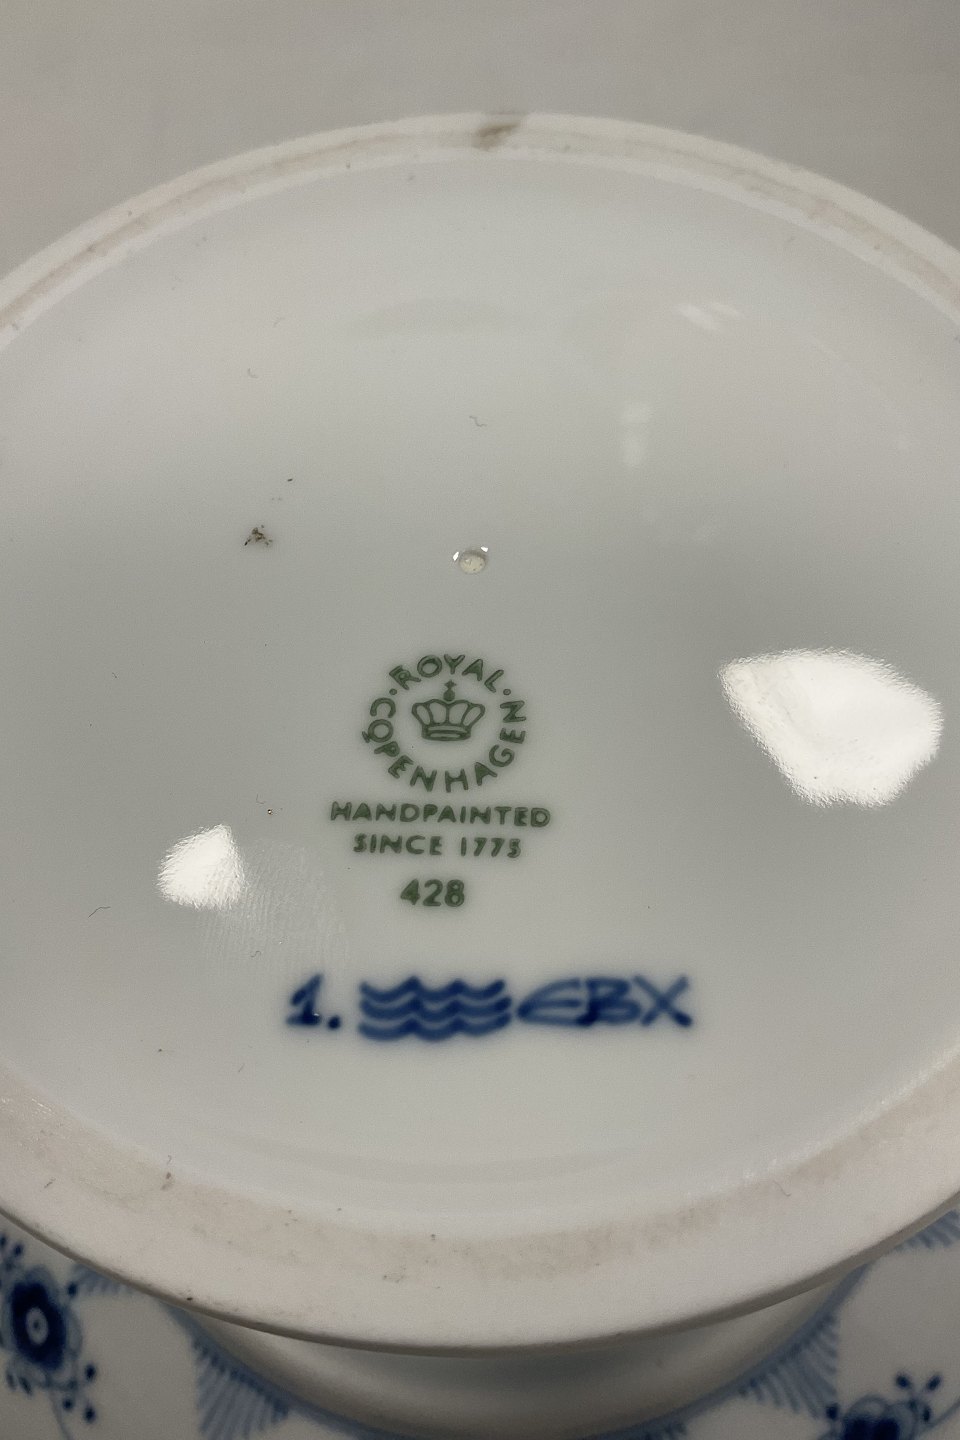 ROYAL · COPENHAGEN ·
HANDPAINTED
SINCE 1775
428
1. EBX